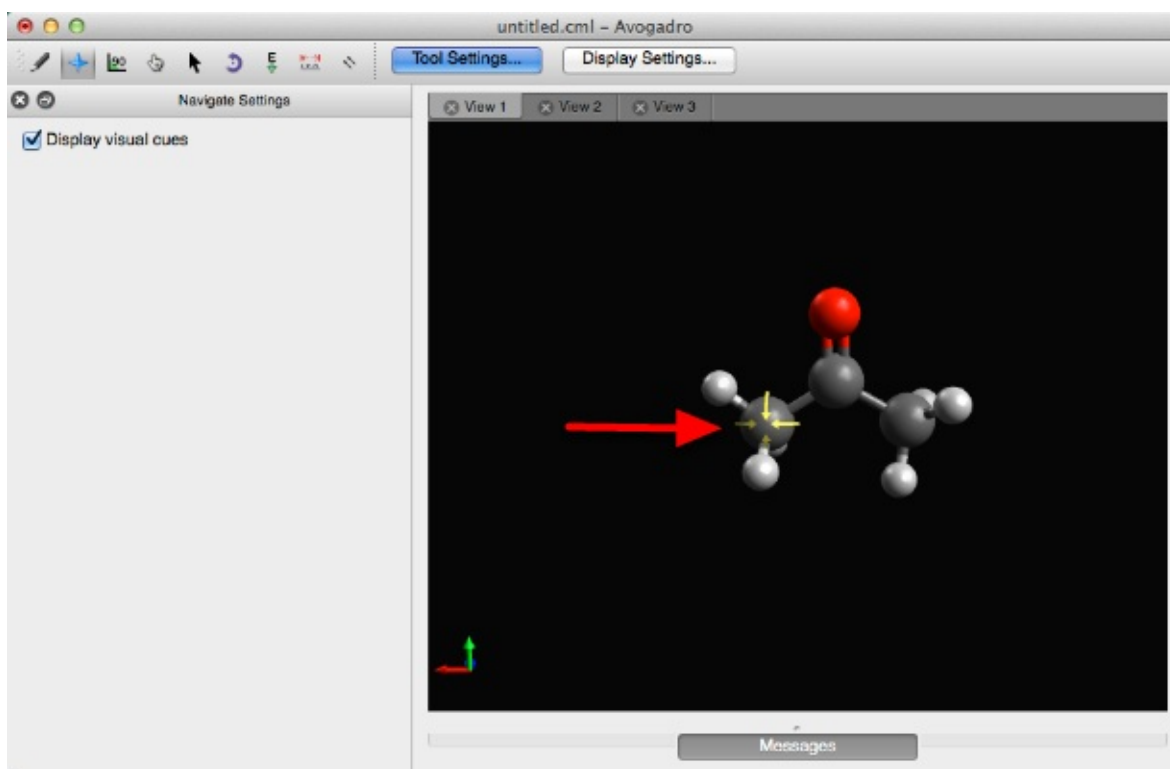 untitled.cml – Avogadro
90
E
Tool Settings...
Display Settings...
Navigate Settings
View 1
View 2
View 3
Display visual cues
Messages